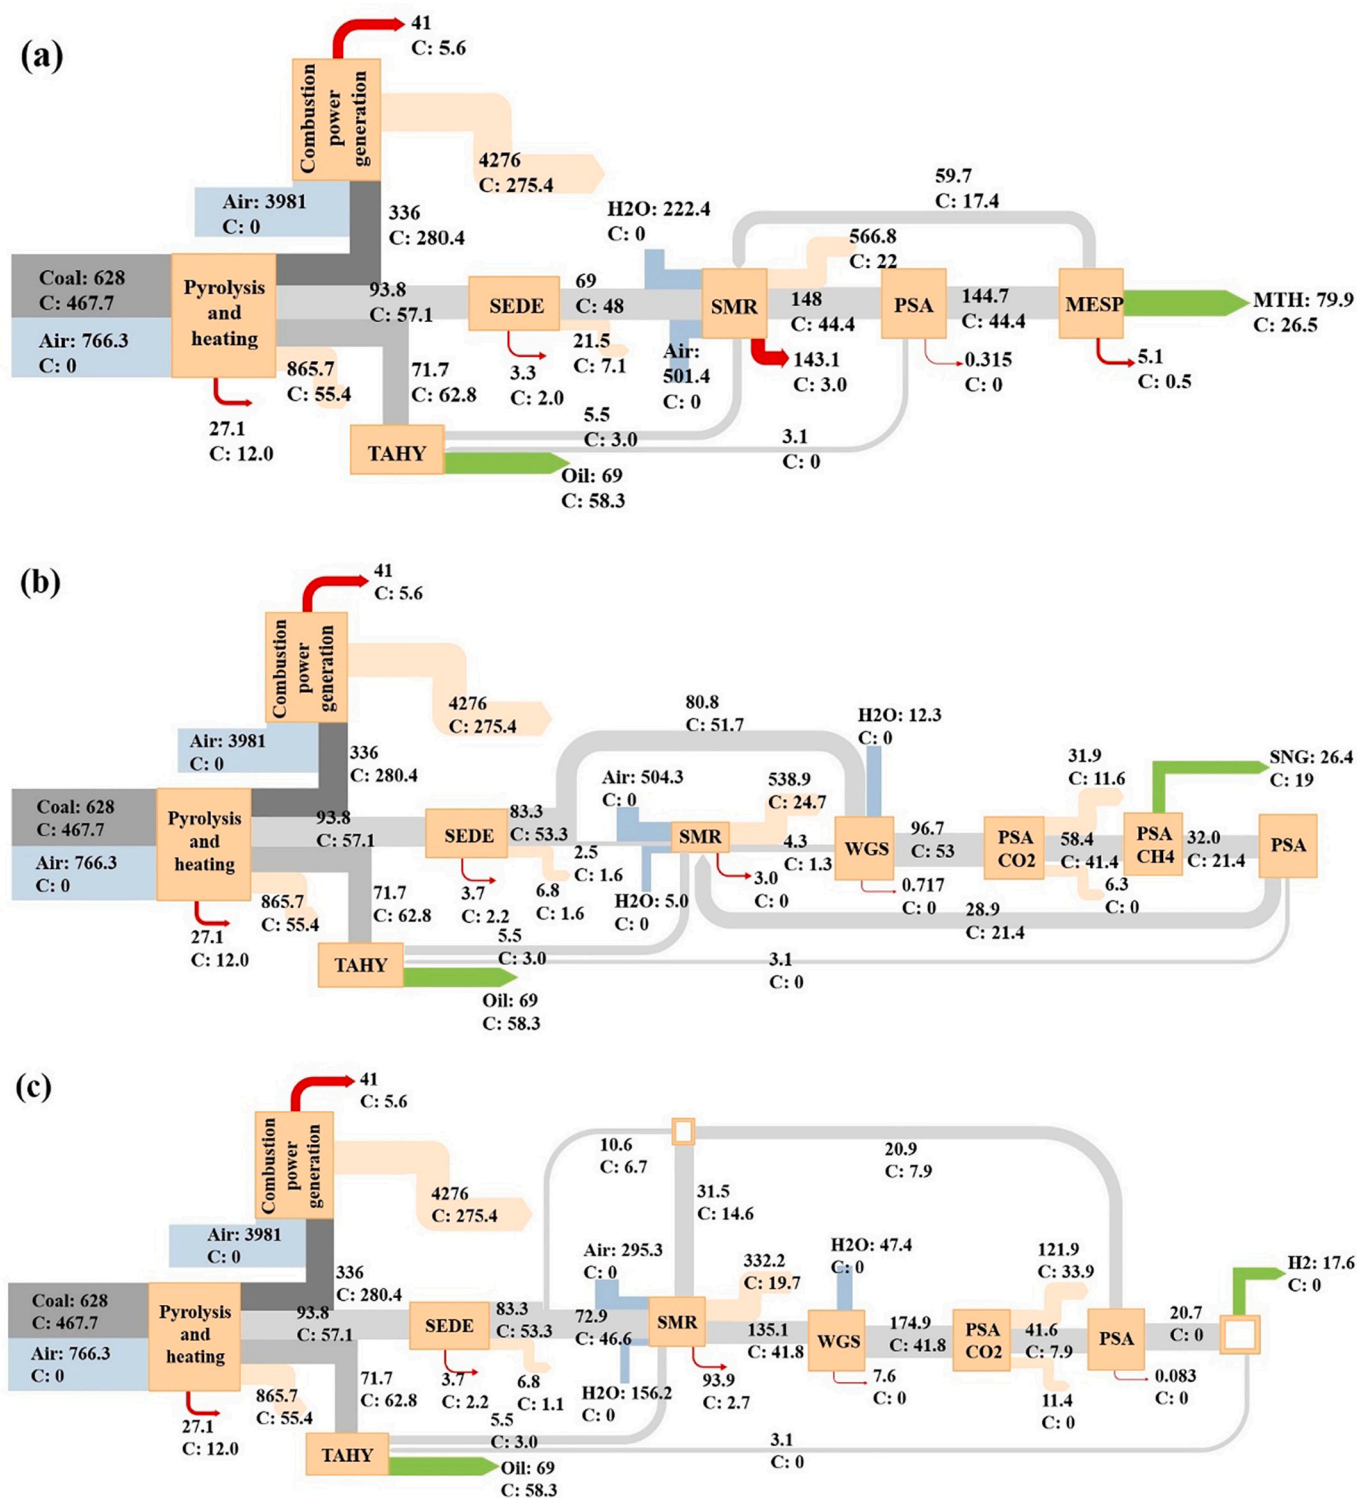 (a)
41
C: 5.6
Combustion
power
generation
4276
C: 275.4
Air: 3981
C: 0
336
C: 280.4
Coal: 628
C: 467.7
Air: 766.3
C: 0
Pyrolysis
and
heating
93.8
C: 57.1
865.7
C: 55.4
27.1
C: 12.0
71.7
C: 62.8
TAHY
Oil: 69
C: 58.3
SEDE
3.3
C: 2.0
69
C: 48
21.5
C: 7.1
5.5
C: 3.0
H2O: 222.4
C: 0
Air:
501.4
C: 0
SMR
566.8
C: 22
148
C: 44.4
143.1
C: 3.0
3.1
C: 0
PSA
59.7
C: 17.4
144.7
C: 44.4
0.315
C: 0
MESP
5.1
C: 0.5
MTH: 79.9
C: 26.5
(b)
41
C: 5.6
Combustion
power
generation
4276
C: 275.4
Air: 3981
C: 0
336
C: 280.4
Coal: 628
C: 467.7
Air: 766.3
C: 0
Pyrolysis
and
heating
93.8
C: 57.1
865.7
C: 55.4
27.1
C: 12.0
71.7
C: 62.8
TAHY
Oil: 69
C: 58.3
SEDE
3.7
C: 2.2
83.3
C: 53.3
6.8
C: 1.6
2.5
C: 1.6
5.5
C: 3.0
80.8
C: 51.7
Air: 504.3
C: 0
H2O: 5.0
C: 0
SMR
538.9
C: 24.7
4.3
C: 1.3
3.0
C: 0
H2O: 12.3
C: 0
WGS
0.717
C: 0
96.7
C: 53
28.9
C: 21.4
3.1
C: 0
PSA
CO2
31.9
C: 11.6
58.4
C: 41.4
6.3
C: 0
PSA
CH4
SNG: 26.4
C: 19
32.0
C: 21.4
PSA
(c)
41
C: 5.6
Combustion
power
generation
4276
C: 275.4
Air: 3981
C: 0
336
C: 280.4
Coal: 628
C: 467.7
Air: 766.3
C: 0
Pyrolysis
and
heating
93.8
C: 57.1
865.7
C: 55.4
27.1
C: 12.0
71.7
C: 62.8
TAHY
Oil: 69
C: 58.3
SEDE
3.7
C: 2.2
83.3
C: 53.3
6.8
C: 1.1
5.5
C: 3.0
10.6
C: 6.7
20.9
C: 7.9
31.5
C: 14.6
Air: 295.3
C: 0
72.9
C: 46.6
H2O: 156.2
C: 0
SMR
332.2
C: 19.7
135.1
C: 41.8
93.9
C: 2.7
H2O: 47.4
C: 0
WGS
7.6
C: 0
174.9
C: 41.8
3.1
C: 0
PSA
CO2
121.9
C: 33.9
41.6
C: 7.9
11.4
C: 0
PSA
0.083
C: 0
20.7
C: 0
H2: 17.6
C: 0